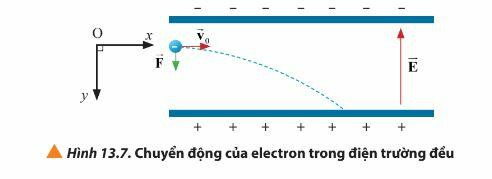 − − − − − − −
O x v₀
F E
y
+ + + + + + +
Hình 13.7. Chuyển động của electron trong điện trường đều